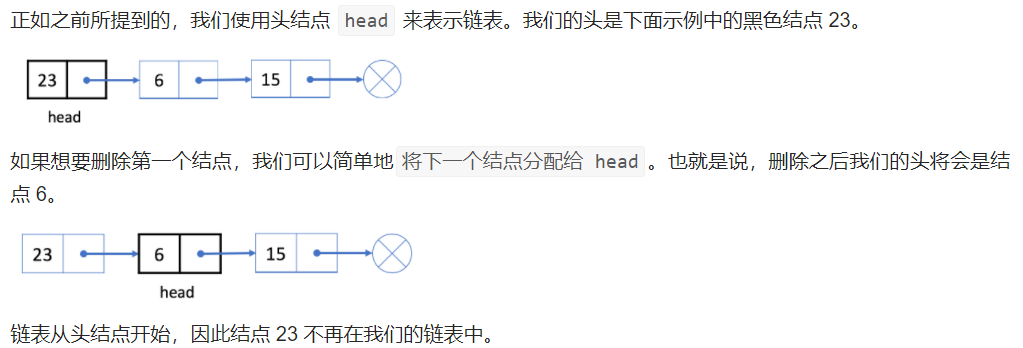 正如之前所提到的，我们使用头结点 head 来表示链表。我们的头是下面示例中的黑色结点 23。
23 6 15
head
如果想要删除第一个结点，我们可以简单地 将下一个结点分配给 head 。也就是说，删除之后我们的头将会是结
点 6。
23 6 15
head
链表从头结点开始，因此结点 23 不再在我们的链表中。